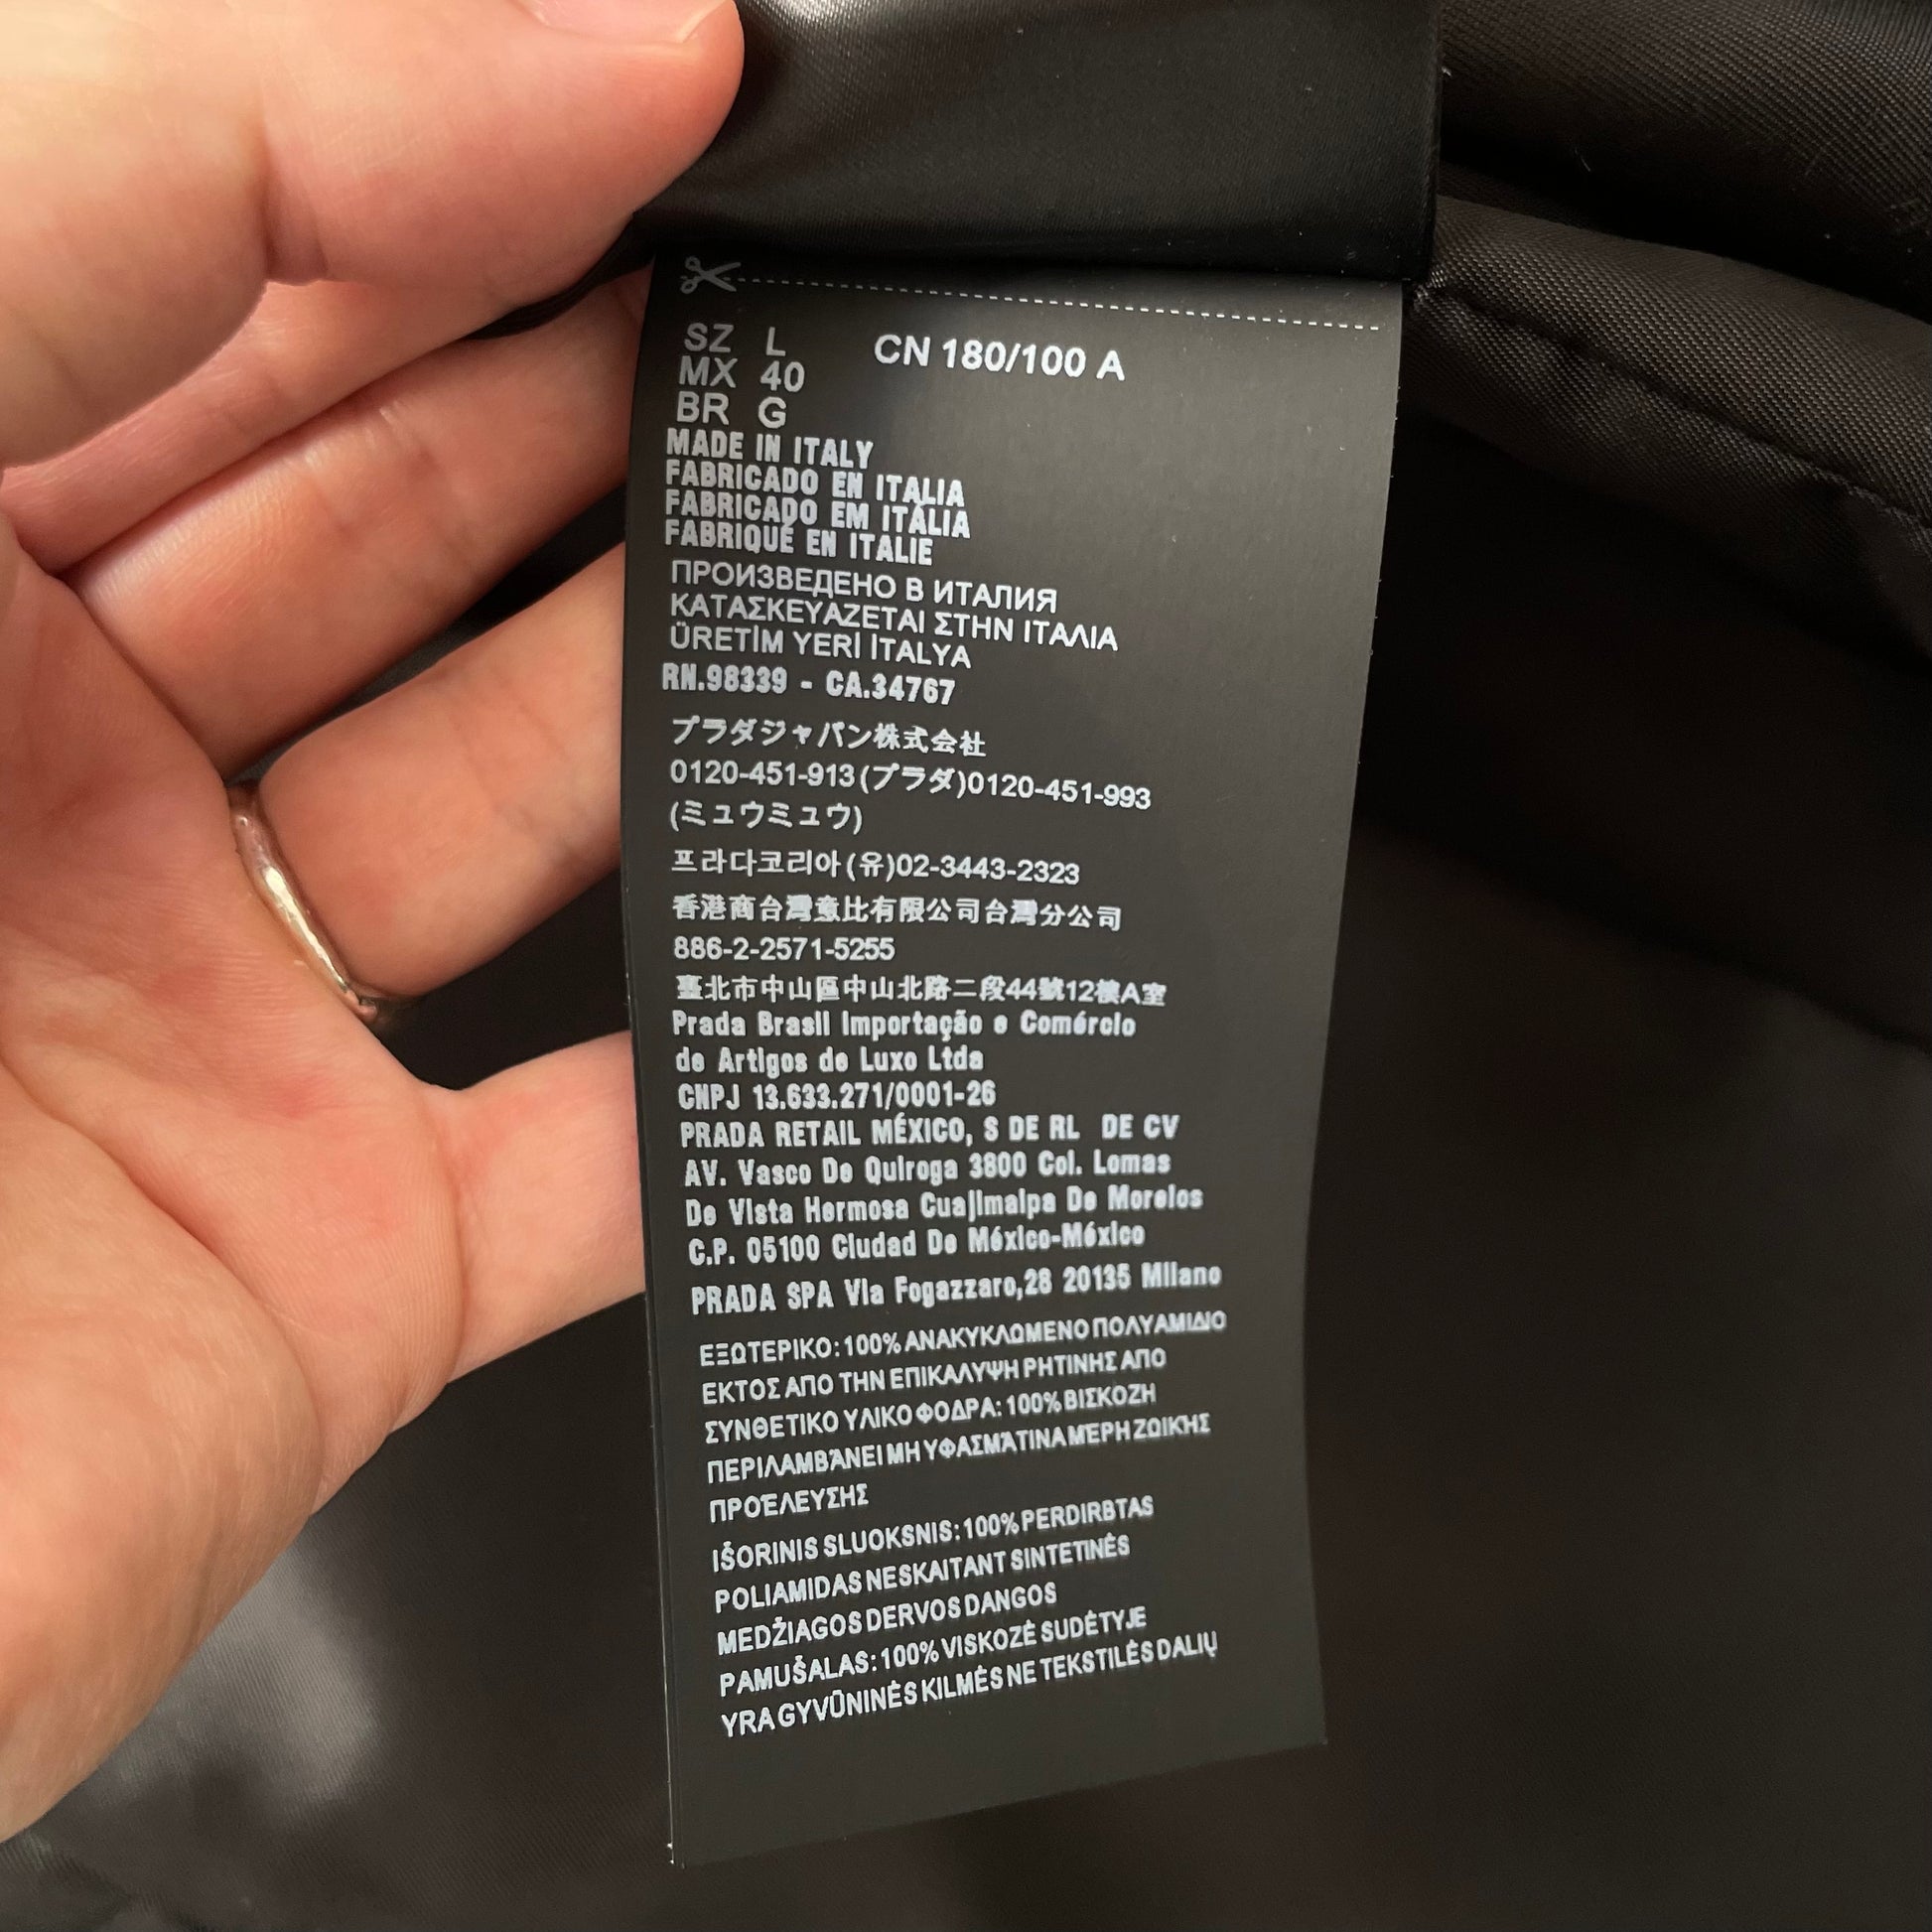 SZ L CN 180/100 A
MX 40
BR G
MADE IN ITALY
FABRICADO EN ITALIA
FABRICADO EM ITÁLIA
FABRIQUÉ EN ITALIE
ПРОИЗВЕДЕНО В ИТАЛИЯ
ΚΑΤΑΣΚΕΥΑΖΕΤΑΙ ΣΤΗΝ ΙΤΑΛΙΑ
ÜRETİM YERİ İTALYA
RN.98339 - CA.34767
プラダジャパン株式会社
0120-451-913(プラダ)0120-451-993
(ミュウミュウ)
프라다코리아(유)02-3443-2323
香港商台灣意比有限公司台灣分公司
886-2-2571-5255
臺北市中山區中山北路二段44號12樓A室
Prada Brasil Importação e Comércio
de Artigos de Luxo Ltda
CNPJ 13.633.271/0001-26
PRADA RETAIL MÉXICO, S DE RL DE CV
AV. Vasco De Quiroga 3800 Col. Lomas
De Vista Hermosa Cuajimalpa De Morelos
C.P. 05100 Ciudad De México-México
PRADA SPA Via Fogazzaro,28 20135 Milano
ΕΞΩΤΕΡΙΚΟ: 100% ΑΝΑΚΥΚΛΩΜΕΝΟ ΠΟΛΥΑΜΙΔΙΟ
ΕΚΤΟΣ ΑΠΟ ΤΗΝ ΕΠΙΚΑΛΥΨΗ ΡΗΤΙΝΗΣ ΑΠΟ
ΣΥΝΘΕΤΙΚΟ ΥΛΙΚΟ ΦΟΔΡΑ: 100% ΒΙΣΚΟΖΗ
ΠΕΡΙΛΑΜΒΆΝΕΙ ΜΗ ΥΦΑΣΜΆΤΙΝΑ ΜΈΡΗ ΖΩΙΚΉΣ
ΠΡΟΈΛΕΥΣΗΣ
IŠORINIS SLUOKSNIS: 100% PERDIRBTAS
POLIAMIDAS NESKAITANT SINTETINĖS
MEDŽIAGOS DERVOS DANGOS
PAMUŠALAS: 100% VISKOZĖ SUDĖTYJE
YRA GYVŪNINĖS KILMĖS NE TEKSTILĖS DALIŲ